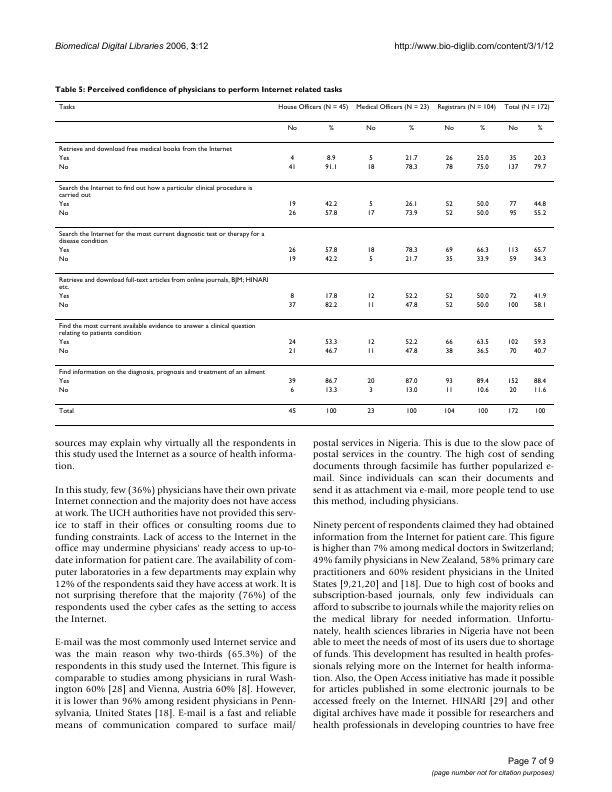 Biomedical Digital Libraries 2006, 3:12 http://www.bio-diglib.com/content/3/1/12
Table 5: Perceived confidence of physicians to perform Internet related tasks
Tasks House Officers (N = 45) Medical Officers (N = 23) Registrars (N = 104) Total (N = 172)
No % No % No % No %
Retrieve and download free medical books from the Internet
Yes 4 8.9 5 21.7 26 25.0 35 20.3
No 41 91.1 18 78.3 78 75.0 137 79.7
Search the Internet to find out how a particular clinical procedure is
carried out
Yes 19 42.2 5 26.1 52 50.0 77 44.8
No 26 57.8 17 73.9 52 50.0 95 55.2
Search the Internet for the most current diagnostic test or therapy for a
disease condition
Yes 26 57.8 18 78.3 69 66.3 113 65.7
No 19 42.2 5 21.7 35 33.9 59 34.3
Retrieve and download full-text articles from online journals, BJM; HINARI
etc.
Yes 8 17.8 12 52.2 52 50.0 72 41.9
No 37 82.2 11 47.8 52 50.0 100 58.1
Find the most current available evidence to answer a clinical question
relating to patients condition
Yes 24 53.3 12 52.2 66 63.5 102 59.3
No 21 46.7 11 47.8 38 36.5 70 40.7
Find information on the diagnosis, prognosis and treatment of an ailment
Yes 39 86.7 20 87.0 93 89.4 152 88.4
No 6 13.3 3 13.0 11 10.6 20 11.6
Total 45 100 23 100 104 100 172 100
sources may explain why virtually all the respondents in
this study used the Internet as a source of health informa-
tion.
In this study, few (36%) physicians have their own private
Internet connection and the majority does not have access
at work. The UCH authorities have not provided this serv-
ice to staff in their offices or consulting rooms due to
funding constraints. Lack of access to the Internet in the
office may undermine physicians' ready access to up-to-
date information for patient care. The availability of com-
puter laboratories in a few departments may explain why
12% of the respondents said they have access at work. It is
not surprising therefore that the majority (76%) of the
respondents used the cyber cafes as the setting to access
the Internet.
E-mail was the most commonly used Internet service and
was the main reason why two-thirds (65.3%) of the
respondents in this study used the Internet. This figure is
comparable to studies among physicians in rural Wash-
ington 60% [28] and Vienna, Austria 60% [8]. However,
it is lower than 96% among resident physicians in Penn-
sylvania, United States [18]. E-mail is a fast and reliable
means of communication compared to surface mail/
postal services in Nigeria. This is due to the slow pace of
postal services in the country. The high cost of sending
documents through facsimile has further popularized e-
mail. Since individuals can scan their documents and
send it as attachment via e-mail, more people tend to use
this method, including physicians.
Ninety percent of respondents claimed they had obtained
information from the Internet for patient care. This figure
is higher than 7% among medical doctors in Switzerland;
49% family physicians in New Zealand, 58% primary care
practitioners and 60% resident physicians in the United
States [9,21,20] and [18]. Due to high cost of books and
subscription-based journals, only few individuals can
afford to subscribe to journals while the majority relies on
the medical library for needed information. Unfortu-
nately, health sciences libraries in Nigeria have not been
able to meet the needs of most of its users due to shortage
of funds. This development has resulted in health profes-
sionals relying more on the Internet for health informa-
tion. Also, the Open Access initiative has made it possible
for articles published in some electronic journals to be
accessed freely on the Internet. HINARI [29] and other
digital archives have made it possible for researchers and
health professionals in developing countries to have free
Page 7 of 9
(page number not for citation purposes)